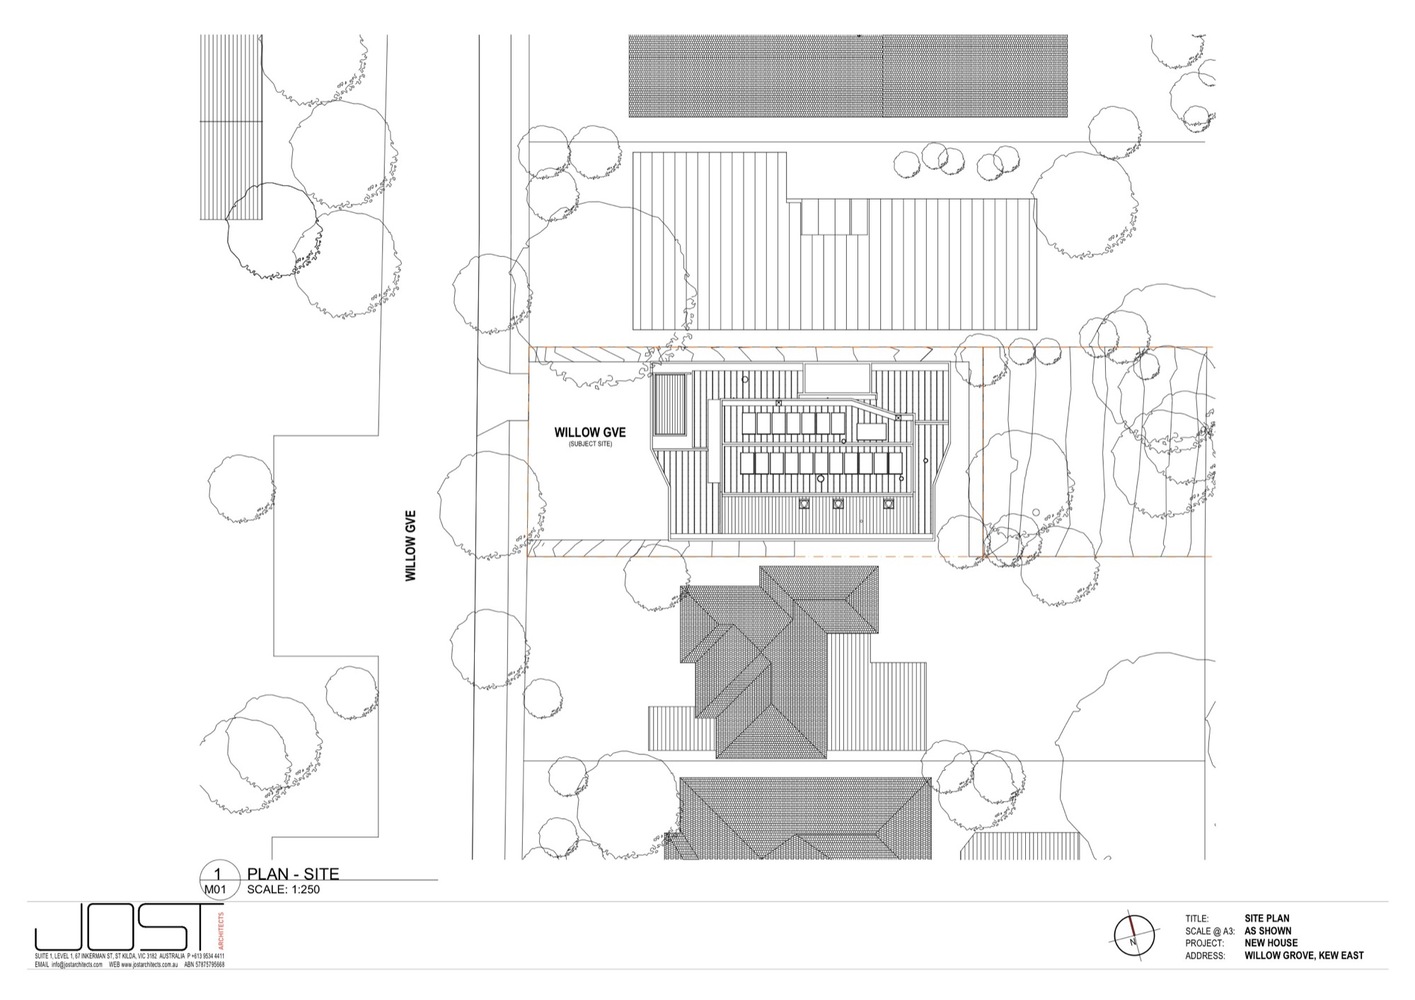 WILLOW GVE
(SUBJECT SITE)
WILLOW GVE
1
M01
PLAN - SITE
SCALE: 1:250
JOST
ARCHITECTS
SUITE 1, LEVEL 1, 67 INKERMAN ST, ST KILDA, VIC 3182, AUSTRALIA P +613 9534 4411
EMAIL info@jostarchitects.com WEB www.jostarchitects.com.au ABN 57875795668
N
TITLE: SITE PLAN
SCALE @ A3: AS SHOWN
PROJECT: NEW HOUSE
ADDRESS: WILLOW GROVE, KEW EAST